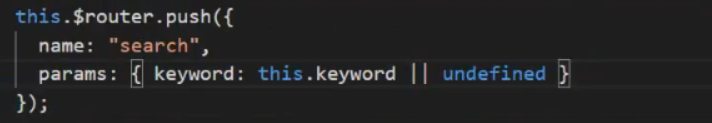 this.$router.push({
  name: "search",
  params: { keyword: this.keyword || undefined }
});